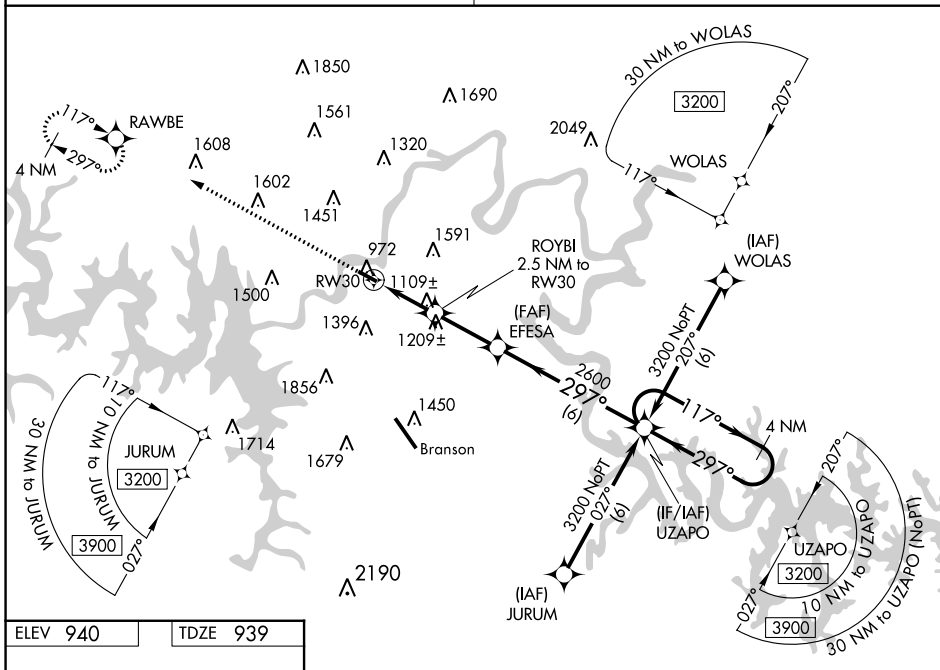 30 NM to WOLAS
3200
207°
117°
WOLAS
1850
1690
1561
2049
117°
RAWBE
297°
4 NM
1608
1320
1602
1451
1591
972
RW30
1109±
ROYBI
2.5 NM to
RW30
(IAF)
WOLAS
1500
1396
1209±
(FAF)
EFESA
3200 NoPT
207°
(6)
2600
297°
(6)
117°
4 NM
297°
1856
1450
Branson
1714
1679
117°
10 NM to JURUM
30 NM to JURUM
JURUM
3200
3900
027°
3200 NoPT
027°
(6)
(IF/IAF)
UZAPO
207°
UZAPO
3200
10 NM to UZAPO
3900
30 NM to UZAPO (NoPT)
027°
(IAF)
JURUM
2190
ELEV 940
TDZE 939